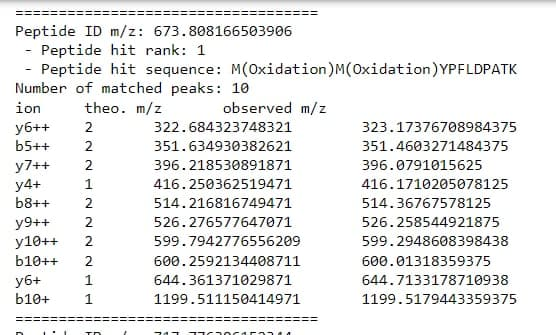 ===================================
Peptide ID m/z: 673.808166503906
- Peptide hit rank: 1
- Peptide hit sequence: M(Oxidation)M(Oxidation)YPFLDPATK
Number of matched peaks: 10
ion theo. m/z observed m/z
y6++ 2 322.684323748321 323.17376708984375
b5++ 2 351.634930382621 351.4603271484375
y7++ 2 396.218530891871 396.0791015625
y4+ 1 416.250362519471 416.1710205078125
b8++ 2 514.216816749471 514.36767578125
y9++ 2 526.276577647071 526.258544921875
y10++ 2 599.7942776556209 599.2948608398438
b10++ 2 600.2592134408711 600.01318359375
y6+ 1 644.361371029871 644.7133178710938
b10+ 1 1199.511150414971 1199.5179443359375
===================================